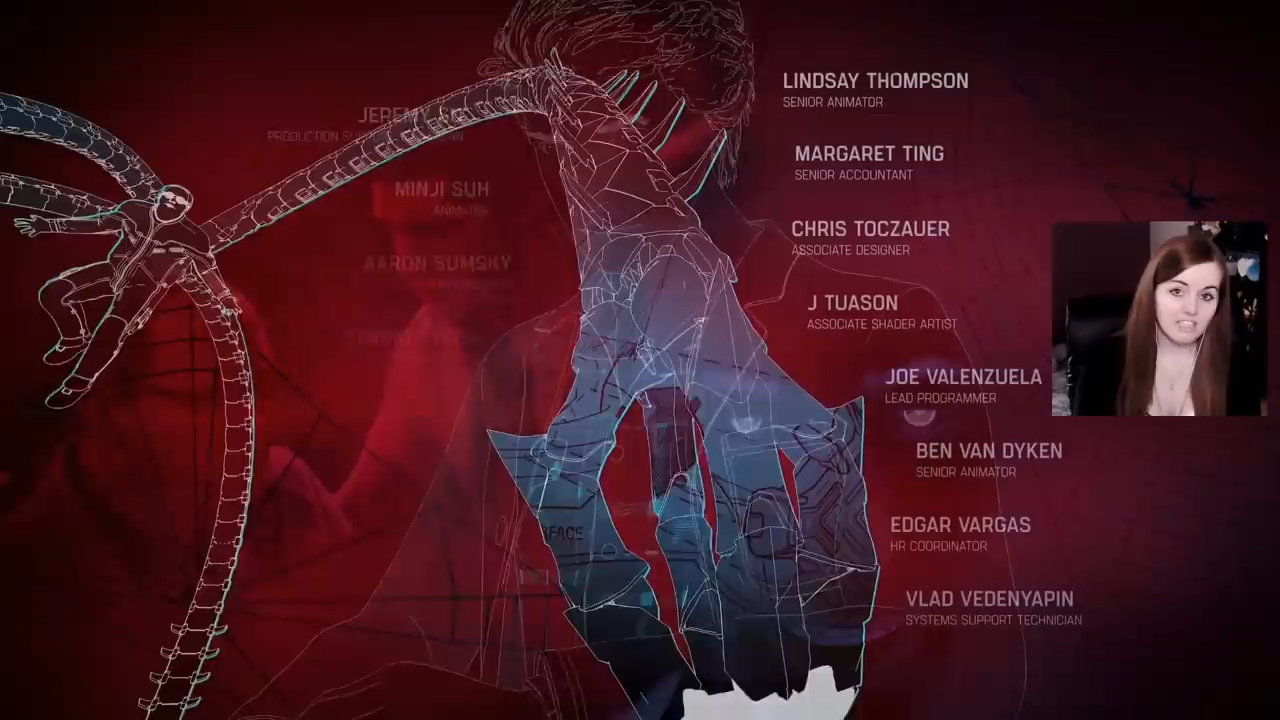 JEREMY
MINJI SUH
AARON SUMSKY
LINDSAY THOMPSON
SENIOR ANIMATOR
MARGARET TING
SENIOR ACCOUNTANT
CHRIS TOCZAUER
ASSOCIATE DESIGNER
J TUASON
ASSOCIATE SHADER ARTIST
JOE VALENZUELA
LEAD PROGRAMMER
BEN VAN DYKEN
SENIOR ANIMATOR
EDGAR VARGAS
HR COORDINATOR
VLAD VEDENYAPIN
SYSTEMS SUPPORT TECHNICIAN